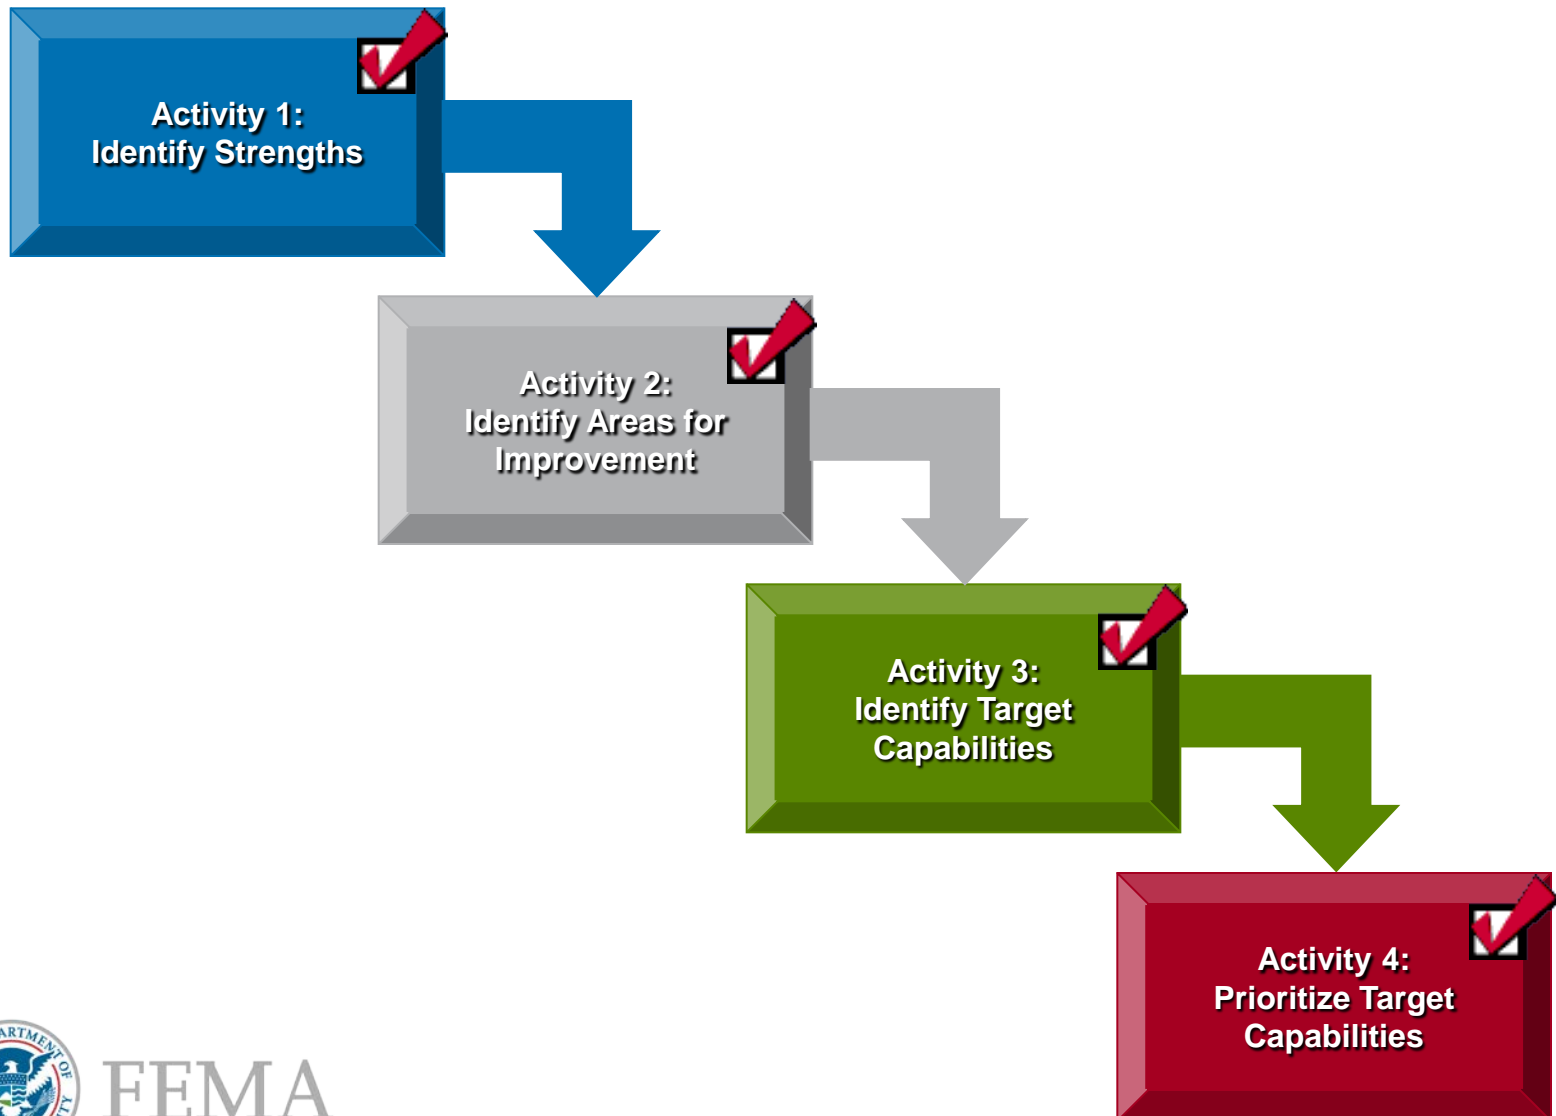 Activity 1:
Identify Strengths
Activity 2:
Identify Areas for
Improvement
Activity 3:
Identify Target
Capabilities
Activity 4:
Prioritize Target
Capabilities
OF
FEMA